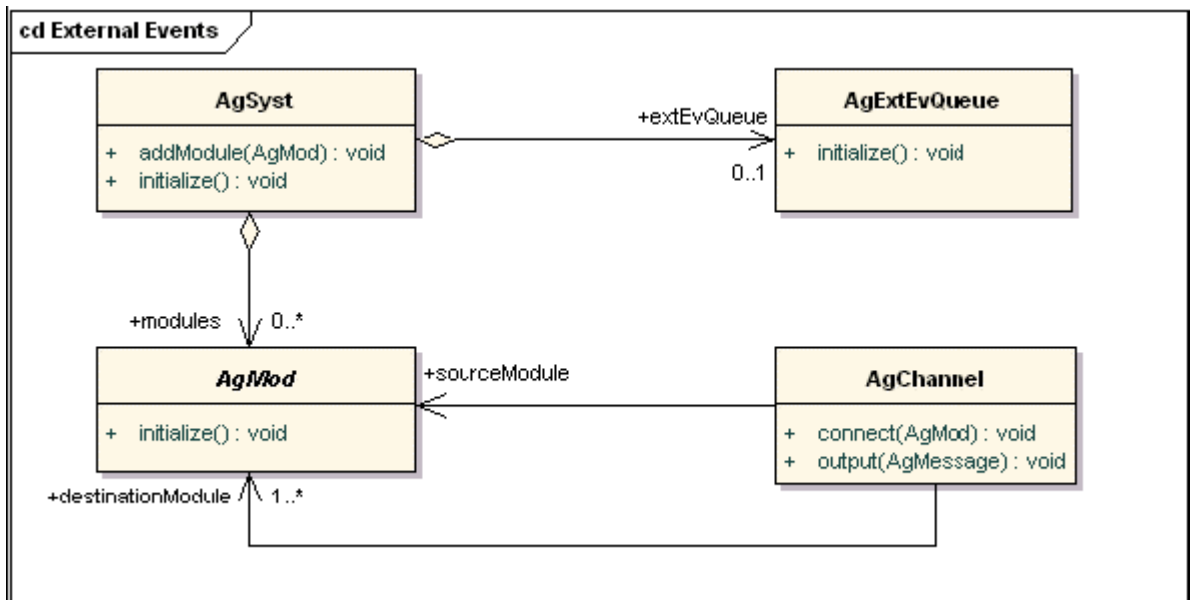 cd External Events
AgSyst
+ addModule(AgMod) : void
+ initialize() : void
+extEvQueue
0..1
AgExtEvQueue
+ initialize() : void
+modules
0..*
AgMod
+ initialize() : void
+sourceModule
AgChannel
+ connect(AgMod) : void
+ output(AgMessage) : void
+destinationModule
1..*